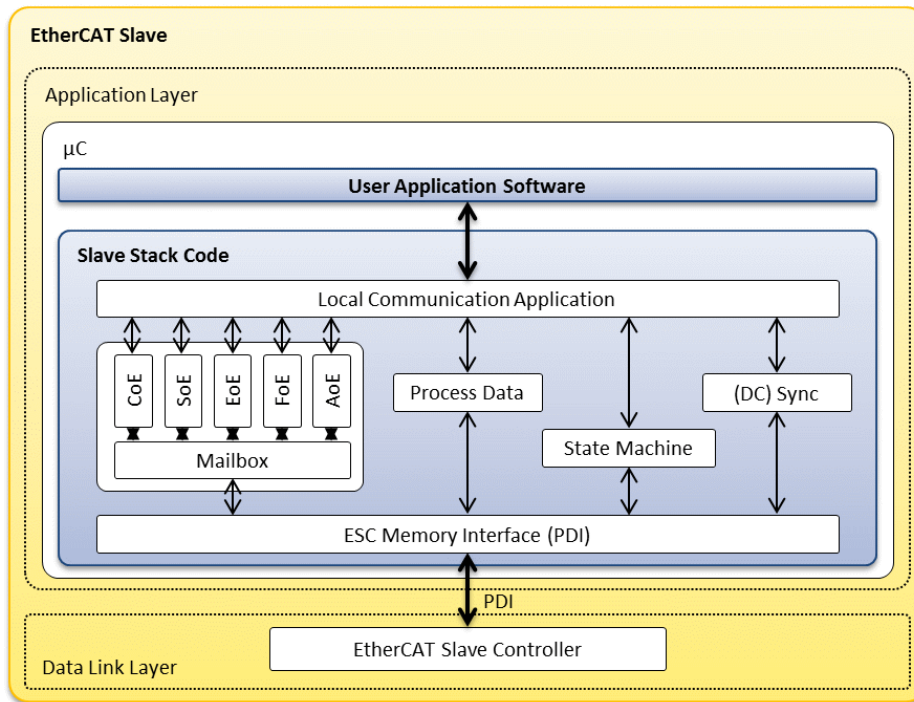 EtherCAT Slave
Application Layer
µC
User Application Software
Slave Stack Code
Local Communication Application
CoE
SoE
EoE
FoE
AoE
Process Data
(DC) Sync
State Machine
Mailbox
ESC Memory Interface (PDI)
PDI
EtherCAT Slave Controller
Data Link Layer